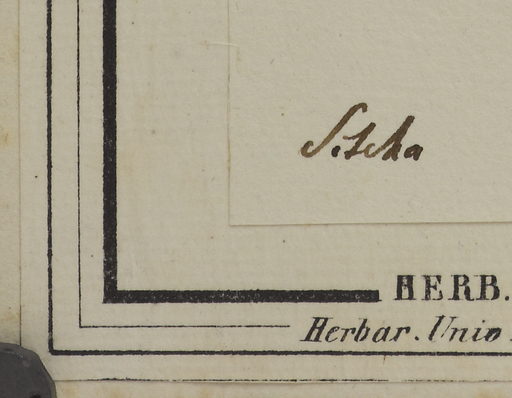 Sitcha
HERB.
Herbar. Unio